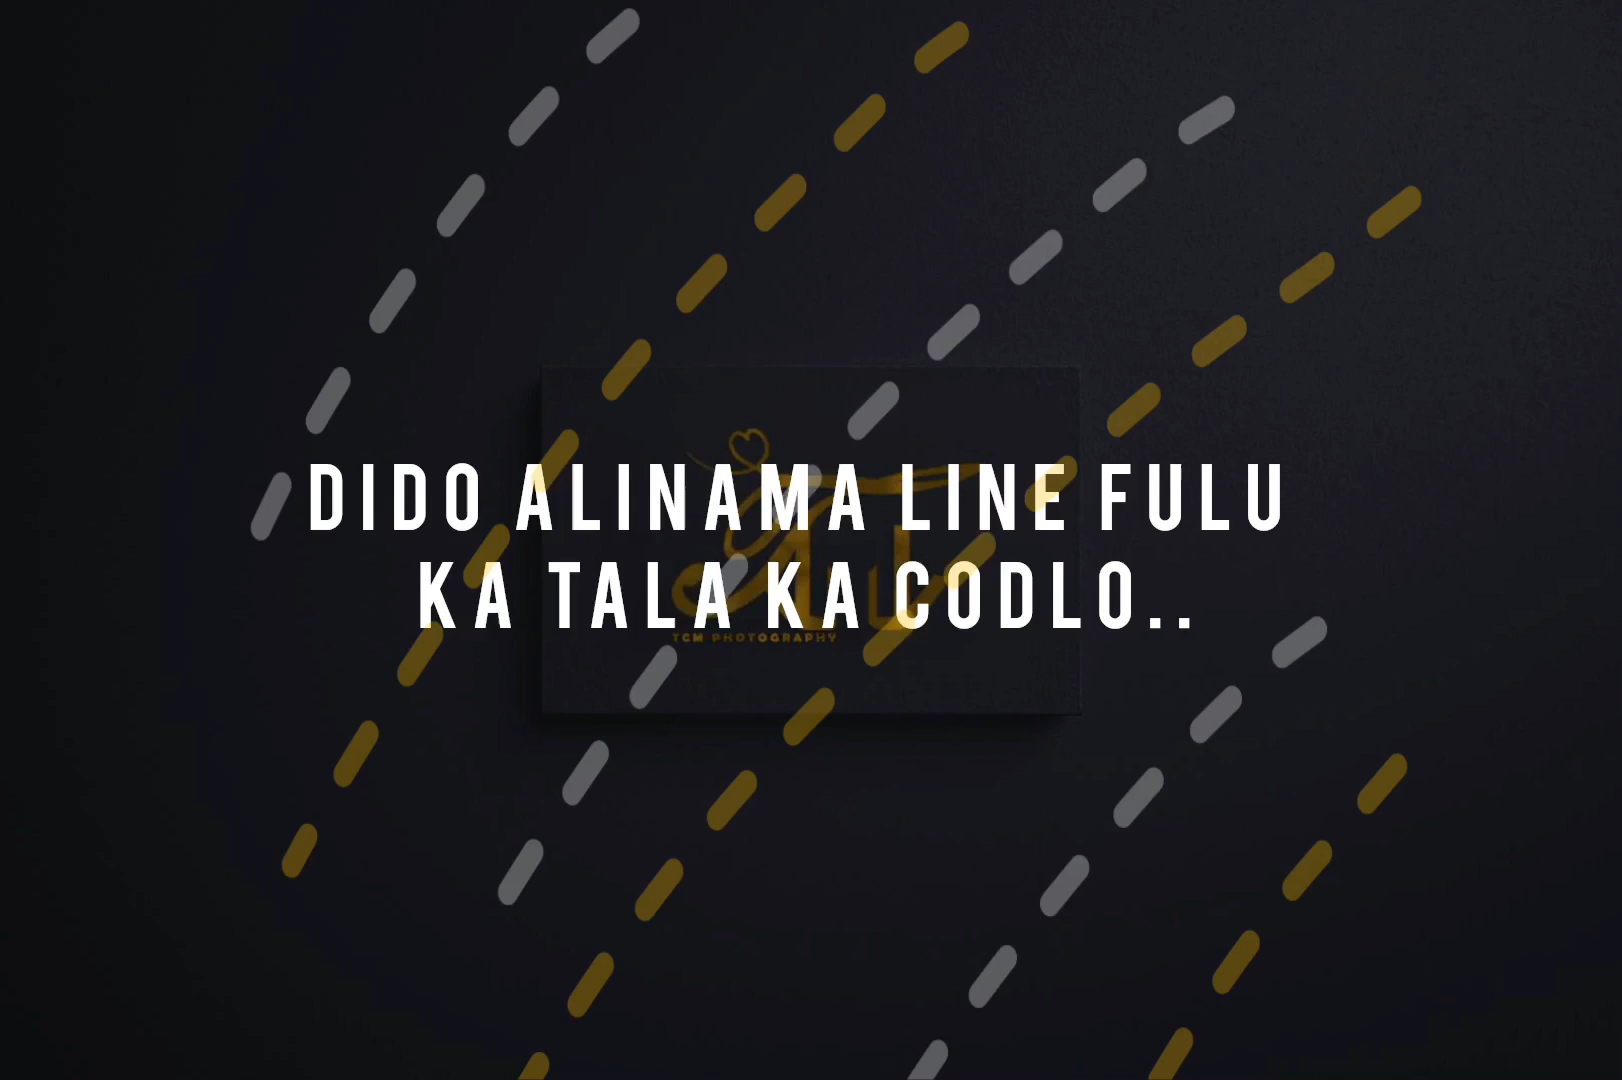 DIDO ALINAMA LINE FULU
KA TALA KA CODLO..
TCM PHOTOGRAPHY